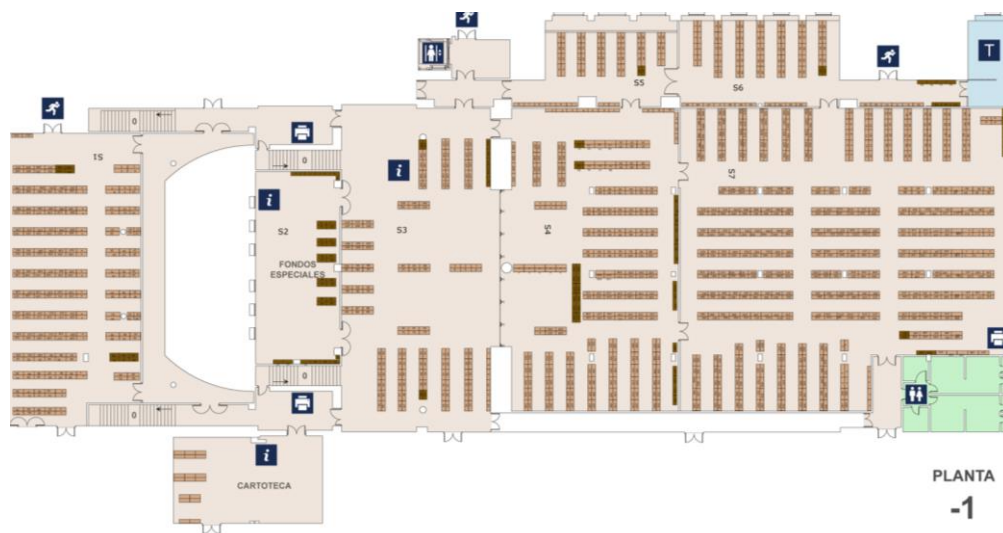 S5
S6
T
0
S1
0
S7
i
i
S2
S3
S4
FONDOS
ESPECIALES
0
0
i
CARTOTECA
PLANTA
-1